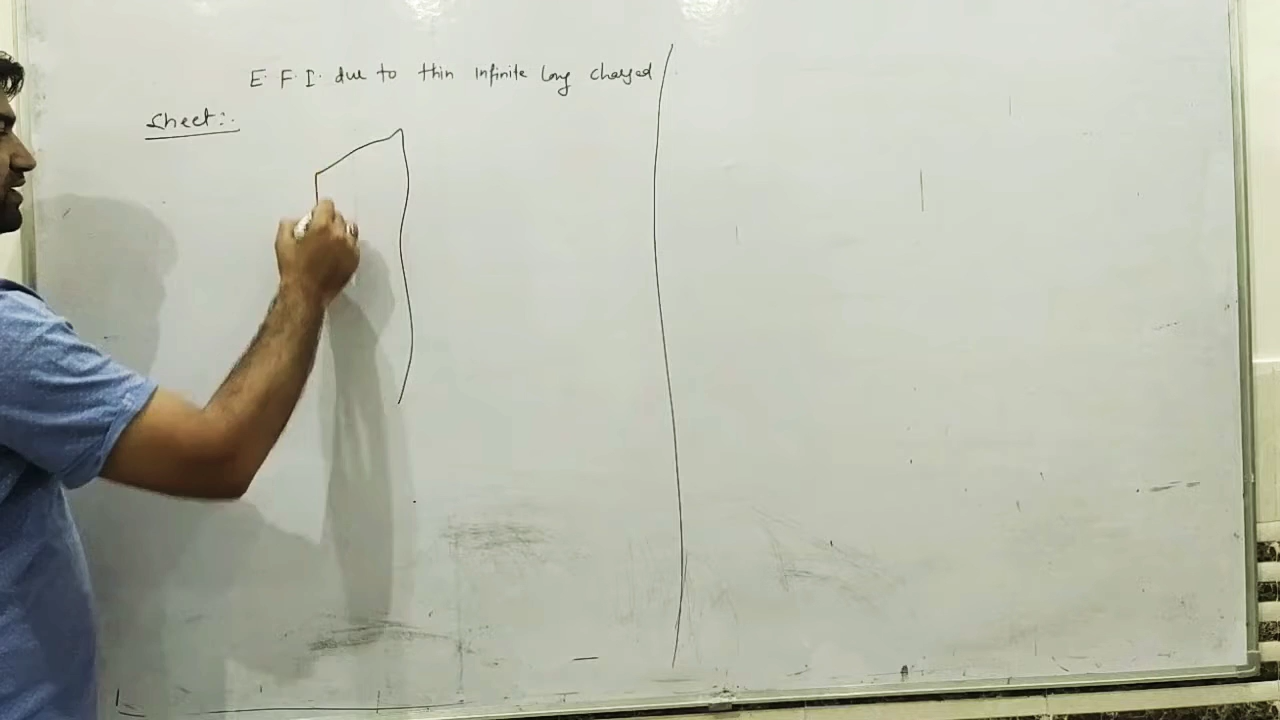 E. F. I. due to thin infinite long charged
Sheet:.